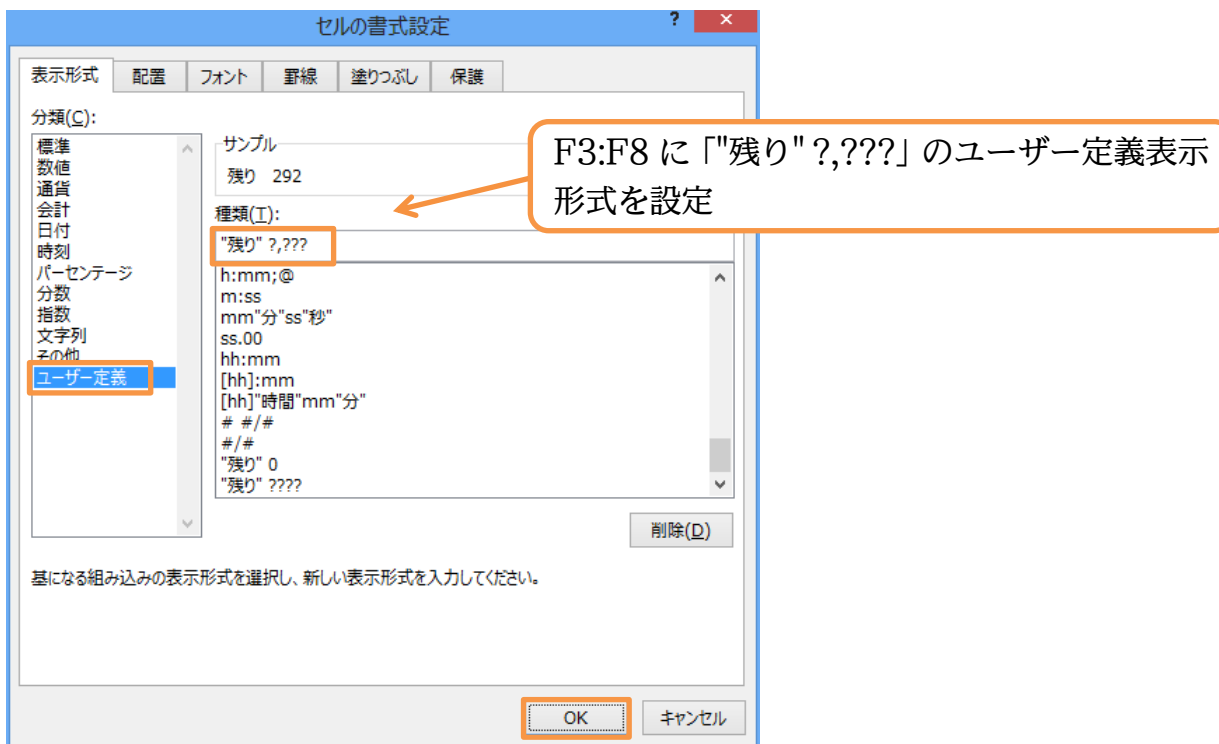 セルの書式設定
? ×
表示形式 配置 フォント 罫線 塗りつぶし 保護
分類(C):
標準
数値
通貨
会計
日付
時刻
パーセンテージ
分数
指数
文字列
その他
ユーザー定義
サンプル
残り 292
種類(T):
"残り" ?,???
h:mm;@
m:ss
mm"分"ss"秒"
ss.00
hh:mm
[hh]:mm
[hh]"時間"mm"分"
# #/#
#/#
"残り" 0
"残り" ????
F3:F8 に「"残り" ?,???」のユーザー定義表示
形式を設定
削除(D)
基になる組み込みの表示形式を選択し、新しい表示形式を入力してください。
OK キャンセル